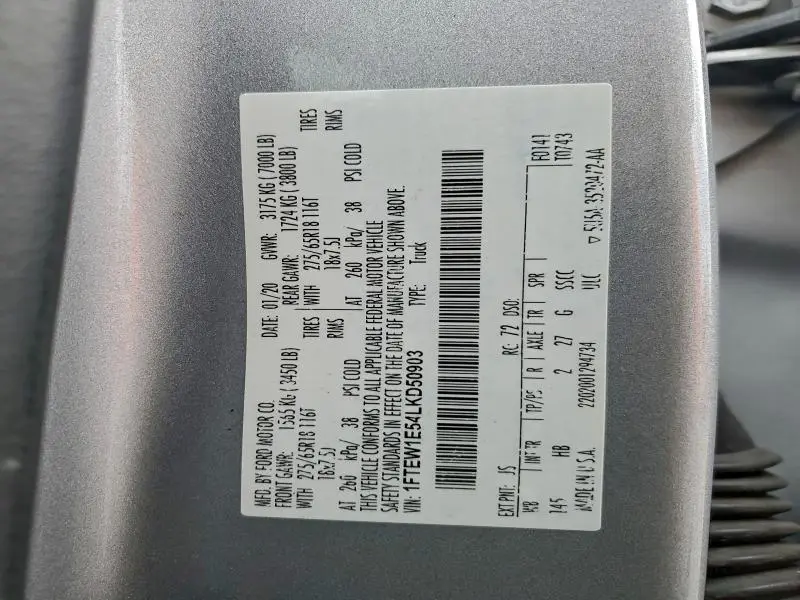 MFD. BY FORD MOTOR CO. DATE: 01/20 GVWR: 3175 KG (7000 LB)
FRONT GAWR: 1565 KG (3450 LB) REAR GAWR: 1724 KG (3800 LB)
WITH 275/65R18 116T TIRES WITH 275/65R18 116T TIRES
18x7.5J RIMS 18x7.5J RIMS
AT 260 kPa/ 38 PSI COLD AT 260 kPa/ 38 PSI COLD
THIS VEHICLE CONFORMS TO ALL APPLICABLE FEDERAL MOTOR VEHICLE
SAFETY STANDARDS IN EFFECT ON THE DATE OF MANUFACTURE SHOWN ABOVE.
VIN: 1FTEW1E54LKD50903 TYPE: Truck
EXT PNT: JS RC: 72 DSO: F0141
WB INT TR TP/PS R AXLE TR SPR T0743
145 HB 2 27 G SSCC
MADE IN U.S.A. 2202001294734 ULC